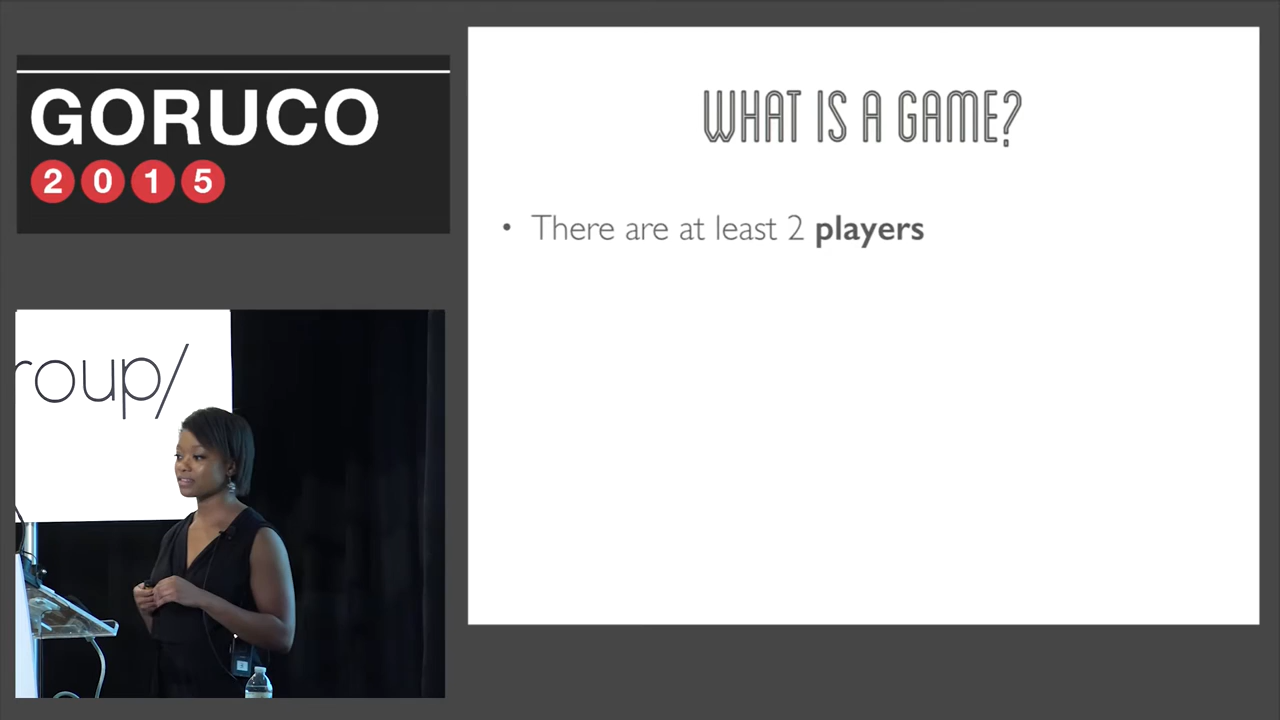 GORUCO
2015
WHAT IS A GAME?
• There are at least 2 players
roup/